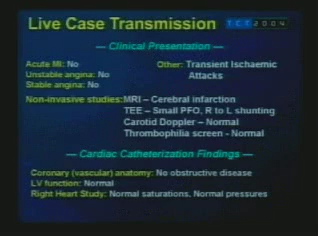 Live Case Transmission TCT2004
— Clinical Presentation —
Acute MI: No Other: Transient Ischaemic
Unstable angina: No Attacks
Stable angina: No
Non-invasive studies:MRI – Cerebral infarction
TEE – Small PFO, R to L shunting
Carotid Doppler – Normal
Thrombophilia screen - Normal
— Cardiac Catheterization Findings —
Coronary (vascular) anatomy: No obstructive disease
LV function: Normal
Right Heart Study: Normal saturations, Normal pressures